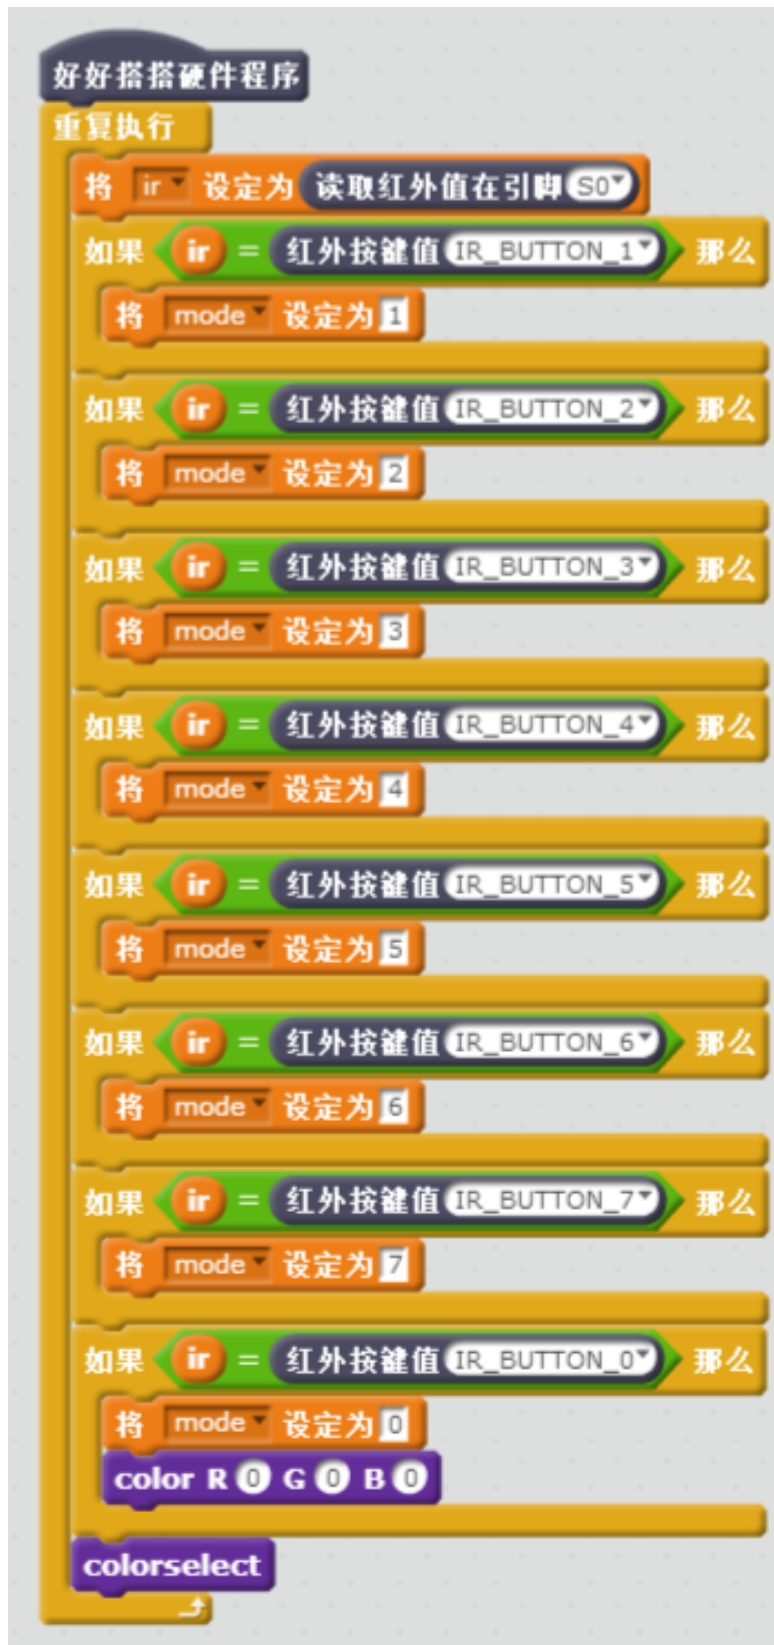 好好搭搭硬件程序
重复执行
将 ir 设定为 读取红外值在引脚 S0
如果 ir = 红外按键值 IR_BUTTON_1 那么
将 mode 设定为 1
如果 ir = 红外按键值 IR_BUTTON_2 那么
将 mode 设定为 2
如果 ir = 红外按键值 IR_BUTTON_3 那么
将 mode 设定为 3
如果 ir = 红外按键值 IR_BUTTON_4 那么
将 mode 设定为 4
如果 ir = 红外按键值 IR_BUTTON_5 那么
将 mode 设定为 5
如果 ir = 红外按键值 IR_BUTTON_6 那么
将 mode 设定为 6
如果 ir = 红外按键值 IR_BUTTON_7 那么
将 mode 设定为 7
如果 ir = 红外按键值 IR_BUTTON_0 那么
将 mode 设定为 0
color R 0 G 0 B 0
colorselect